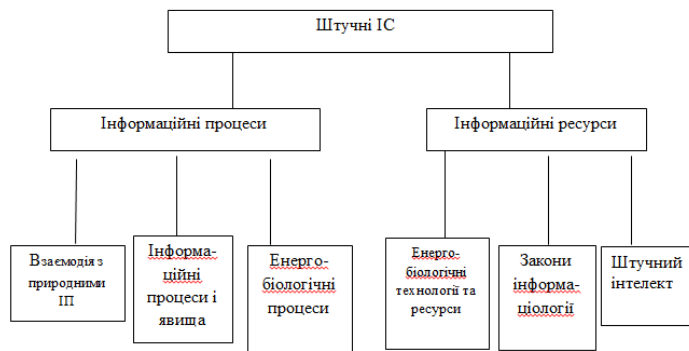 Штучні ІС
Інформаційні процеси
Інформаційні ресурси
Взаємодія з
природними
ІП
Інформа-
ційні
процеси і
явища
Енерго-
біологічні
процеси
Енерго-
біологічні
технології та
ресурси
Закони
інформа-
ціології
Штучний
інтелект